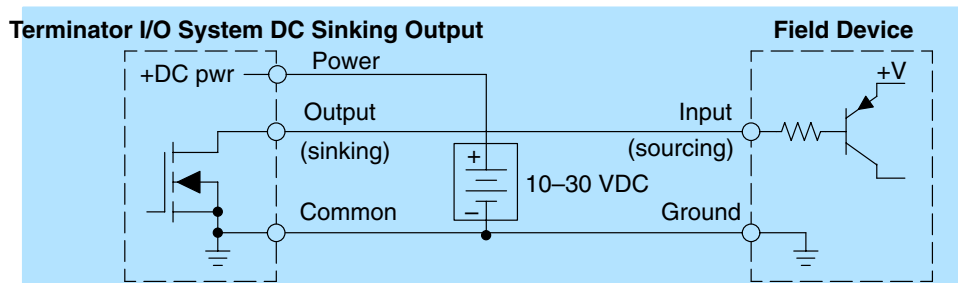 Terminator I/O System DC Sinking Output
Field Device
+DC pwr
Power
+V
Output
(sinking)
Input
(sourcing)
+
10–30 VDC
–
Common
Ground